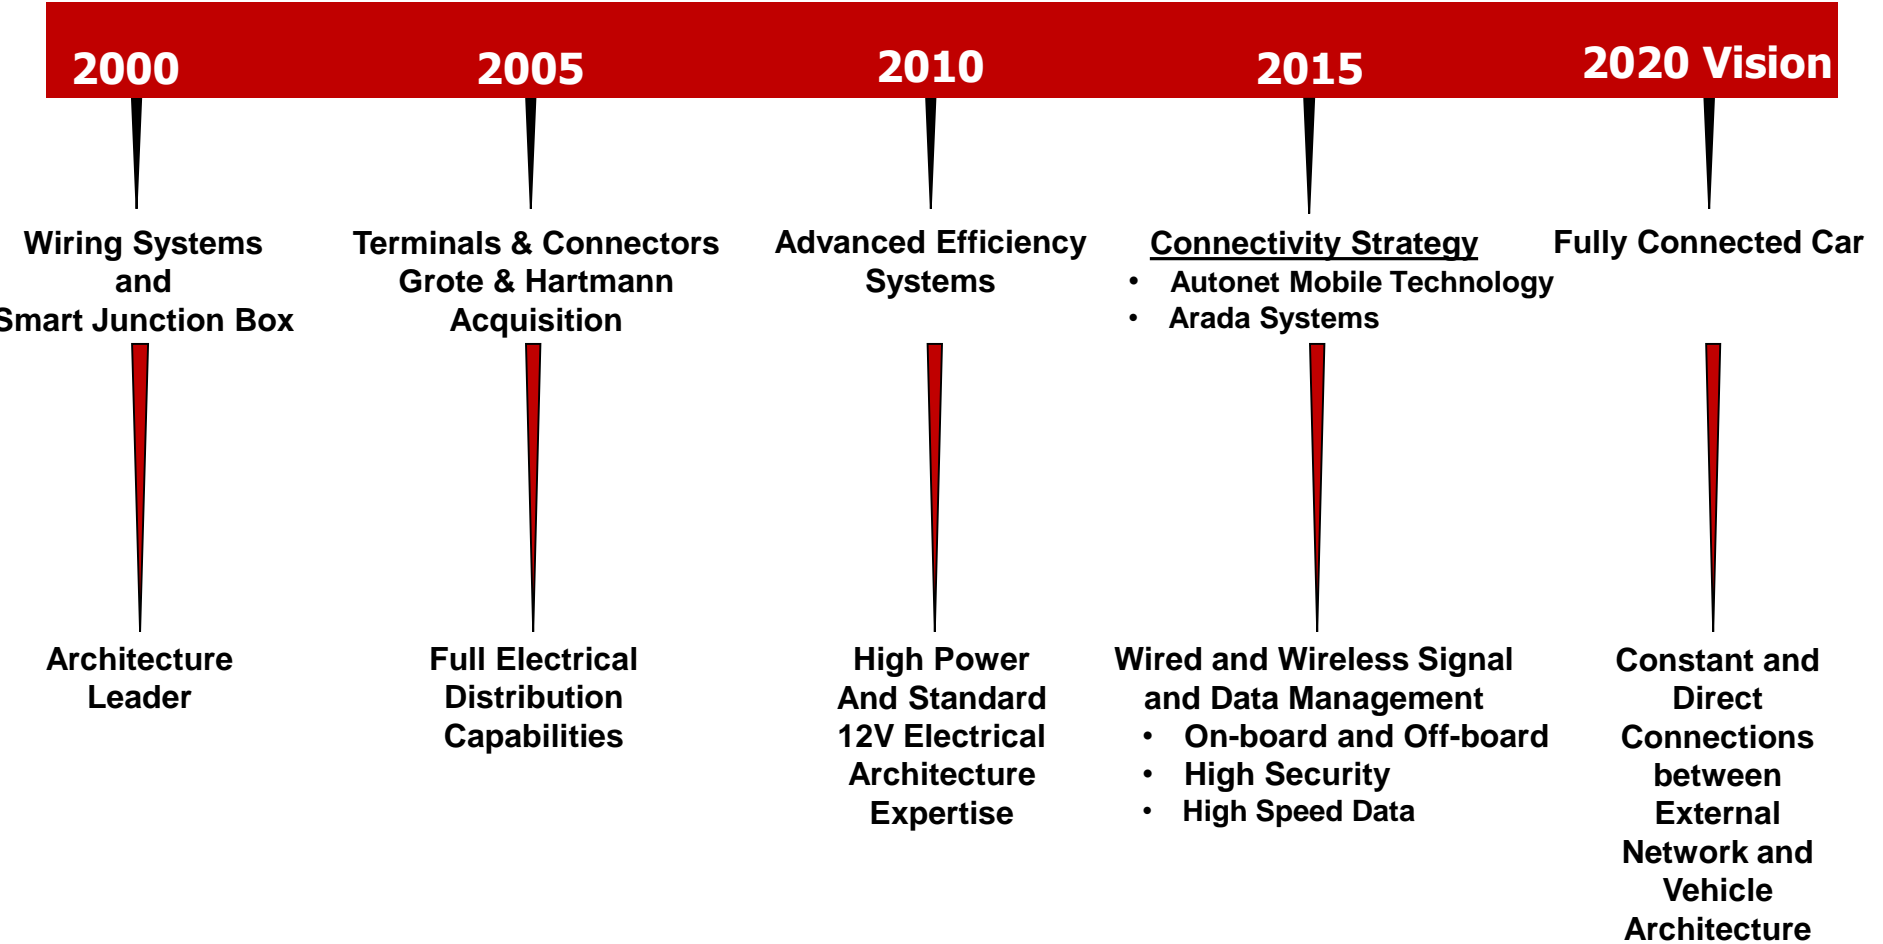 2000
2005
2010
2015
2020 Vision
Wiring Systems
and
Smart Junction Box
Terminals & Connectors
Grote & Hartmann
Acquisition
Advanced Efficiency
Systems
Connectivity Strategy
• Autonet Mobile Technology
• Arada Systems
Fully Connected Car
Architecture
Leader
Full Electrical
Distribution
Capabilities
High Power
And Standard
12V Electrical
Architecture
Expertise
Wired and Wireless Signal
and Data Management
• On-board and Off-board
• High Security
• High Speed Data
Constant and
Direct
Connections
between
External
Network and
Vehicle
Architecture